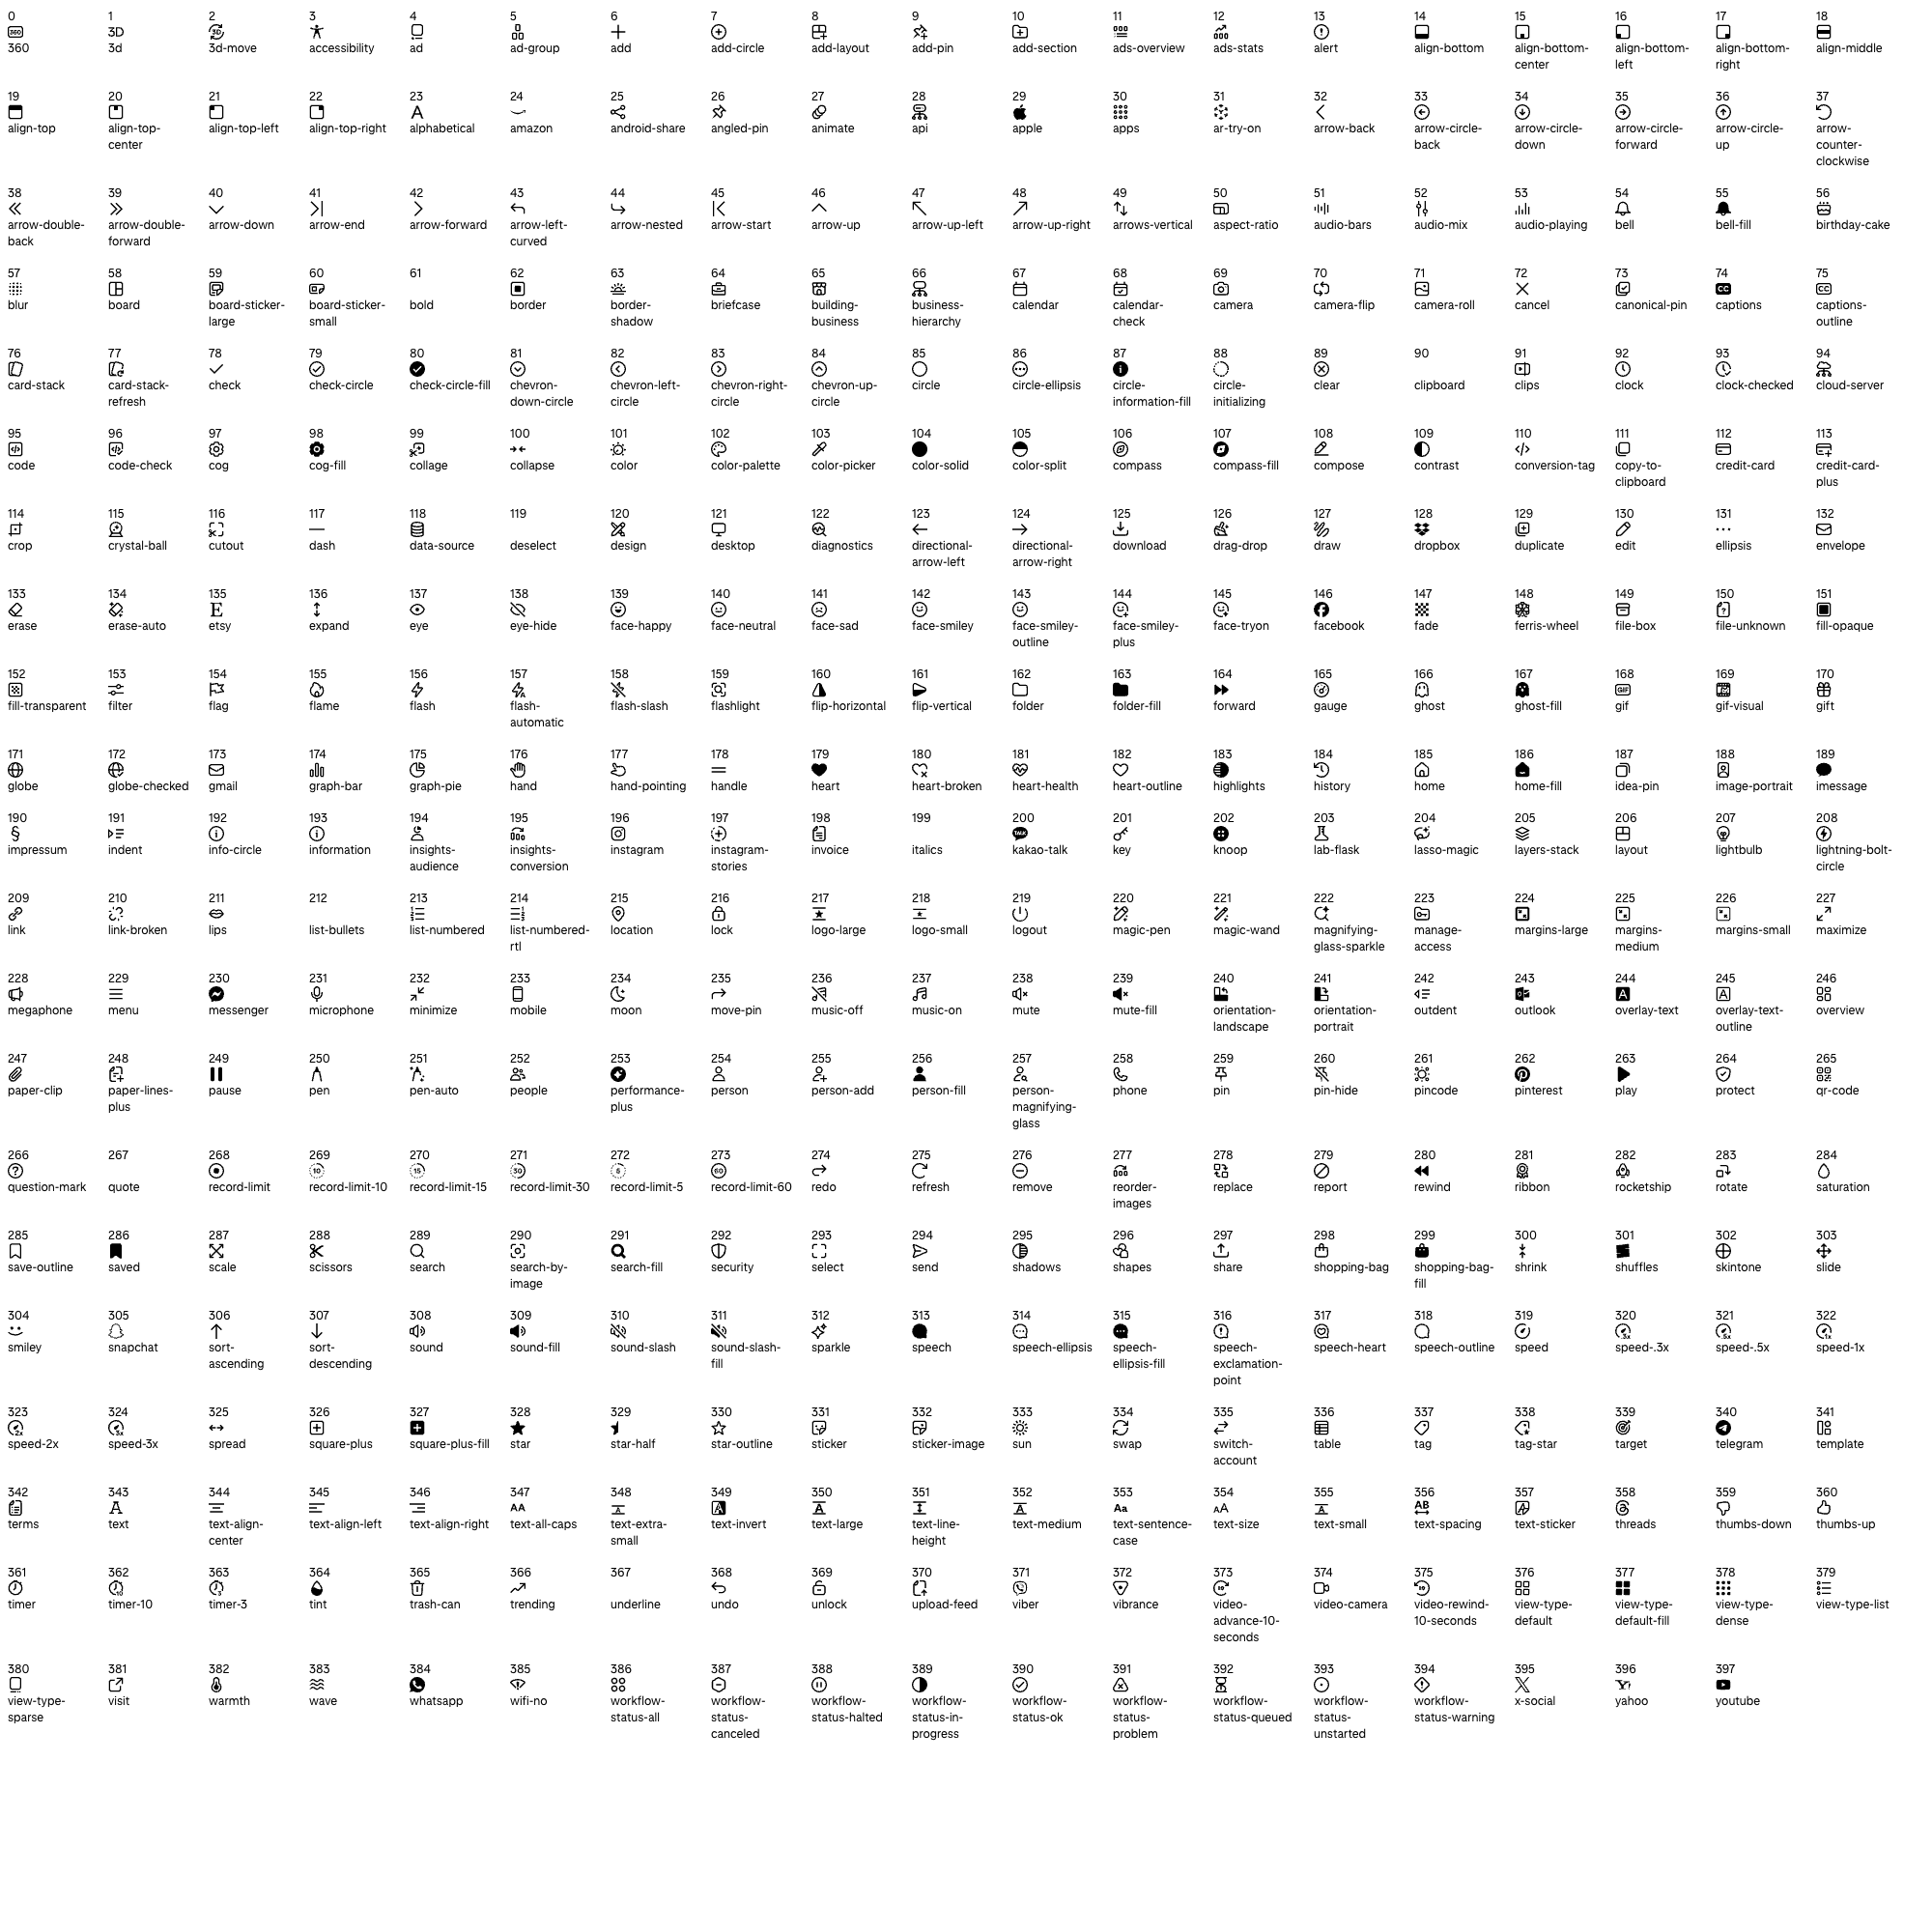 0 1 2 3 4 5 6 7 8 9 10 11 12 13 14 15 16 17 18
360 3D 3D
360 3d 3d-move accessibility ad ad-group add add-circle add-layout add-pin add-section ads-overview ads-stats alert align-bottom align-bottom- align-bottom- align-bottom- align-middle
center left right
19 20 21 22 23 24 25 26 27 28 29 30 31 32 33 34 35 36 37
A
align-top align-top- align-top-left align-top-right alphabetical amazon android-share angled-pin animate api apple apps ar-try-on arrow-back arrow-circle- arrow-circle- arrow-circle- arrow-circle- arrow-
center back down forward up counter-
clockwise
38 39 40 41 42 43 44 45 46 47 48 49 50 51 52 53 54 55 56
arrow-double- arrow-double- arrow-down arrow-end arrow-forward arrow-left- arrow-nested arrow-start arrow-up arrow-up-left arrow-up-right arrows-vertical aspect-ratio audio-bars audio-mix audio-playing bell bell-fill birthday-cake
back forward curved
57 58 59 60 61 62 63 64 65 66 67 68 69 70 71 72 73 74 75
CC CC
blur board board-sticker- board-sticker- bold border border- briefcase building- business- calendar calendar- camera camera-flip camera-roll cancel canonical-pin captions captions-
large small shadow business hierarchy check outline
76 77 78 79 80 81 82 83 84 85 86 87 88 89 90 91 92 93 94
card-stack card-stack- check check-circle check-circle-fill chevron- chevron-left- chevron-right- chevron-up- circle circle-ellipsis circle- circle- clear clipboard clips clock clock-checked cloud-server
refresh down-circle circle circle circle information-fill initializing
95 96 97 98 99 100 101 102 103 104 105 106 107 108 109 110 111 112 113
code code-check cog cog-fill collage collapse color color-palette color-picker color-solid color-split compass compass-fill compose contrast conversion-tag copy-to- credit-card credit-card-
clipboard plus
114 115 116 117 118 119 120 121 122 123 124 125 126 127 128 129 130 131 132
crop crystal-ball cutout dash data-source deselect design desktop diagnostics directional- directional- download drag-drop draw dropbox duplicate edit ellipsis envelope
arrow-left arrow-right
133 134 135 136 137 138 139 140 141 142 143 144 145 146 147 148 149 150 151
E
erase erase-auto etsy expand eye eye-hide face-happy face-neutral face-sad face-smiley face-smiley- face-smiley- face-tryon facebook fade ferris-wheel file-box file-unknown fill-opaque
outline plus
152 153 154 155 156 157 158 159 160 161 162 163 164 165 166 167 168 169 170
GIF
fill-transparent filter flag flame flash flash- flash-slash flashlight flip-horizontal flip-vertical folder folder-fill forward gauge ghost ghost-fill gif gif-visual gift
automatic
171 172 173 174 175 176 177 178 179 180 181 182 183 184 185 186 187 188 189
globe globe-checked gmail graph-bar graph-pie hand hand-pointing handle heart heart-broken heart-health heart-outline highlights history home home-fill idea-pin image-portrait imessage
190 191 192 193 194 195 196 197 198 199 200 201 202 203 204 205 206 207 208
§ TALK
impressum indent info-circle information insights- insights- instagram instagram- invoice italics kakao-talk key knoop lab-flask lasso-magic layers-stack layout lightbulb lightning-bolt-
audience conversion stories circle
209 210 211 212 213 214 215 216 217 218 219 220 221 222 223 224 225 226 227
link link-broken lips list-bullets list-numbered list-numbered- location lock logo-large logo-small logout magic-pen magic-wand magnifying- manage- margins-large margins- margins-small maximize
rtl glass-sparkle access medium
228 229 230 231 232 233 234 235 236 237 238 239 240 241 242 243 244 245 246
A A
megaphone menu messenger microphone minimize mobile moon move-pin music-off music-on mute mute-fill orientation- orientation- outdent outlook overlay-text overlay-text- overview
landscape portrait outline
247 248 249 250 251 252 253 254 255 256 257 258 259 260 261 262 263 264 265
paper-clip paper-lines- pause pen pen-auto people performance- person person-add person-fill person- phone pin pin-hide pincode pinterest play protect qr-code
plus plus magnifying-
glass
266 267 268 269 270 271 272 273 274 275 276 277 278 279 280 281 282 283 284
? 10 15 30 5 60
question-mark quote record-limit record-limit-10 record-limit-15 record-limit-30 record-limit-5 record-limit-60 redo refresh remove reorder- replace report rewind ribbon rocketship rotate saturation
images
285 286 287 288 289 290 291 292 293 294 295 296 297 298 299 300 301 302 303
save-outline saved scale scissors search search-by- search-fill security select send shadows shapes share shopping-bag shopping-bag- shrink shuffles skintone slide
image fill
304 305 306 307 308 309 310 311 312 313 314 315 316 317 318 319 320 321 322
smiley snapchat sort- sort- sound sound-fill sound-slash sound-slash- sparkle speech speech-ellipsis speech- speech- speech-heart speech-outline speed speed-.3x speed-.5x speed-1x
ascending descending fill ellipsis-fill exclamation-
point
323 324 325 326 327 328 329 330 331 332 333 334 335 336 337 338 339 340 341
speed-2x speed-3x spread square-plus square-plus-fill star star-half star-outline sticker sticker-image sun swap switch- table tag tag-star target telegram template
account
342 343 344 345 346 347 348 349 350 351 352 353 354 355 356 357 358 359 360
A AA A A A A Aa AA A AB
terms text text-align- text-align-left text-align-right text-all-caps text-extra- text-invert text-large text-line- text-medium text-sentence- text-size text-small text-spacing text-sticker threads thumbs-down thumbs-up
center small height case
361 362 363 364 365 366 367 368 369 370 371 372 373 374 375 376 377 378 379
timer timer-10 timer-3 tint trash-can trending underline undo unlock upload-feed viber vibrance video- video-camera video-rewind- view-type- view-type- view-type- view-type-list
advance-10- 10-seconds default default-fill dense
seconds
380 381 382 383 384 385 386 387 388 389 390 391 392 393 394 395 396 397
view-type- visit warmth wave whatsapp wifi-no workflow- workflow- workflow- workflow- workflow- workflow- workflow- workflow- workflow- x-social yahoo youtube
sparse status-all status- status-halted status-in- status-ok status- status-queued status- status-warning
canceled progress problem unstarted